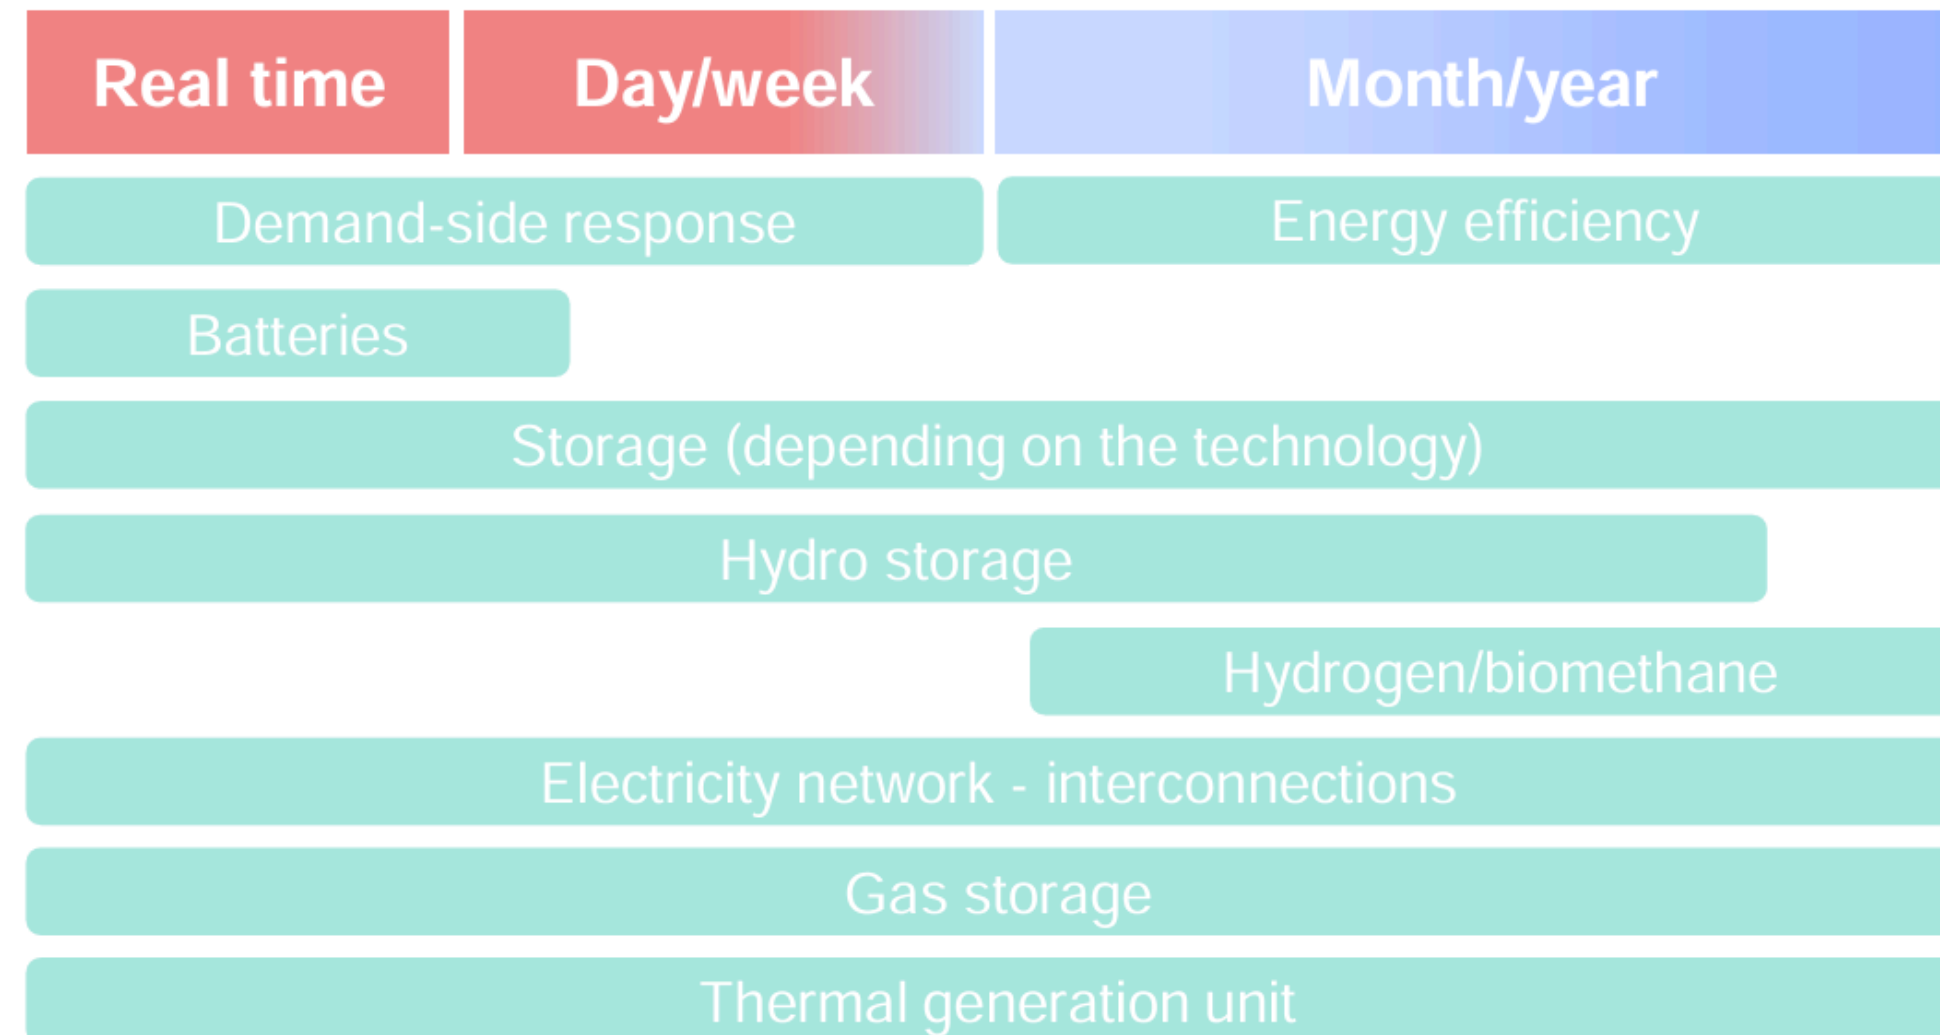 Real time
Day/week
Month/year
Demand-side response
Energy efficiency
Batteries
Storage (depending on the technology)
Hydro storage
Hydrogen/biomethane
Electricity network - interconnections
Gas storage
Thermal generation unit